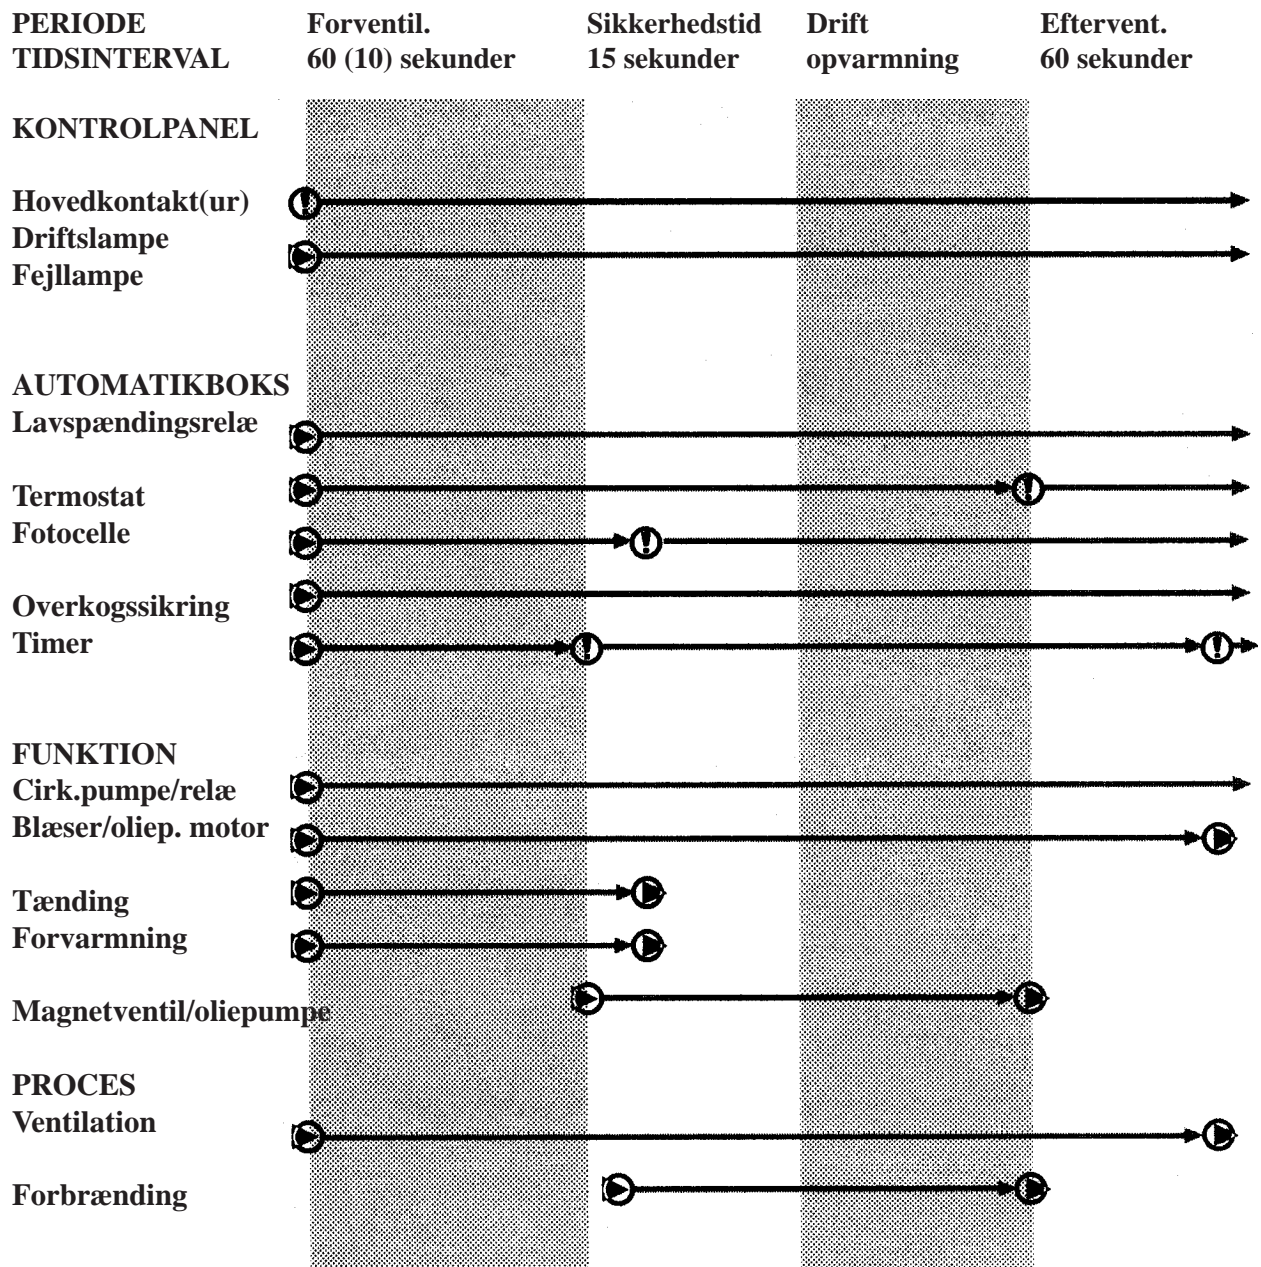 PERIODE Forventil. Sikkerhedstid Drift Eftervent.
TIDSINTERVAL 60 (10) sekunder 15 sekunder opvarmning 60 sekunder
KONTROLPANEL
Hovedkontakt(ur)
Driftslampe
Fejllampe
AUTOMATIKBOKS
Lavspændingsrelæ
Termostat
Fotocelle
Overkogssikring
Timer
FUNKTION
Cirk.pumpe/relæ
Blæser/oliep. motor
Tænding
Forvarmning
Magnetventil/oliepumpe
PROCES
Ventilation
Forbrænding